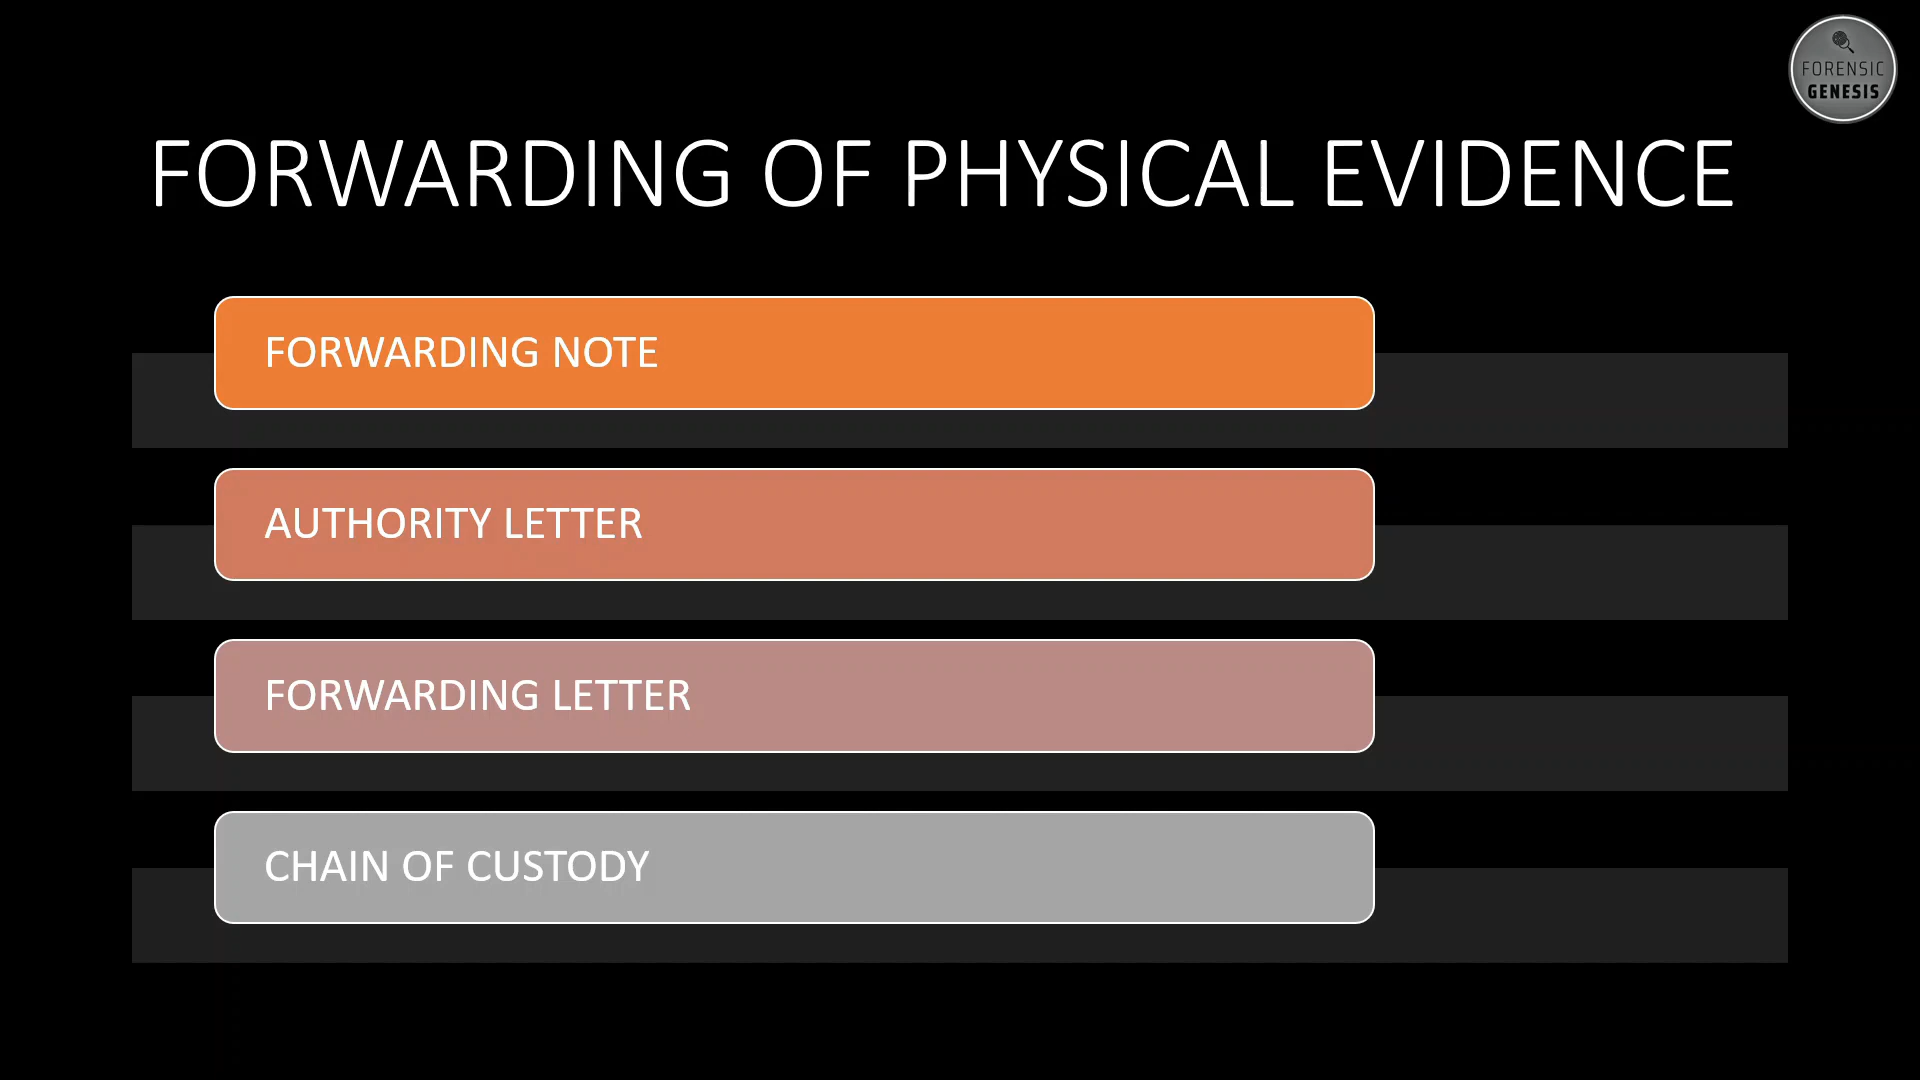 FORENSIC
GENESIS
FORWARDING OF PHYSICAL EVIDENCE
FORWARDING NOTE
AUTHORITY LETTER
FORWARDING LETTER
CHAIN OF CUSTODY